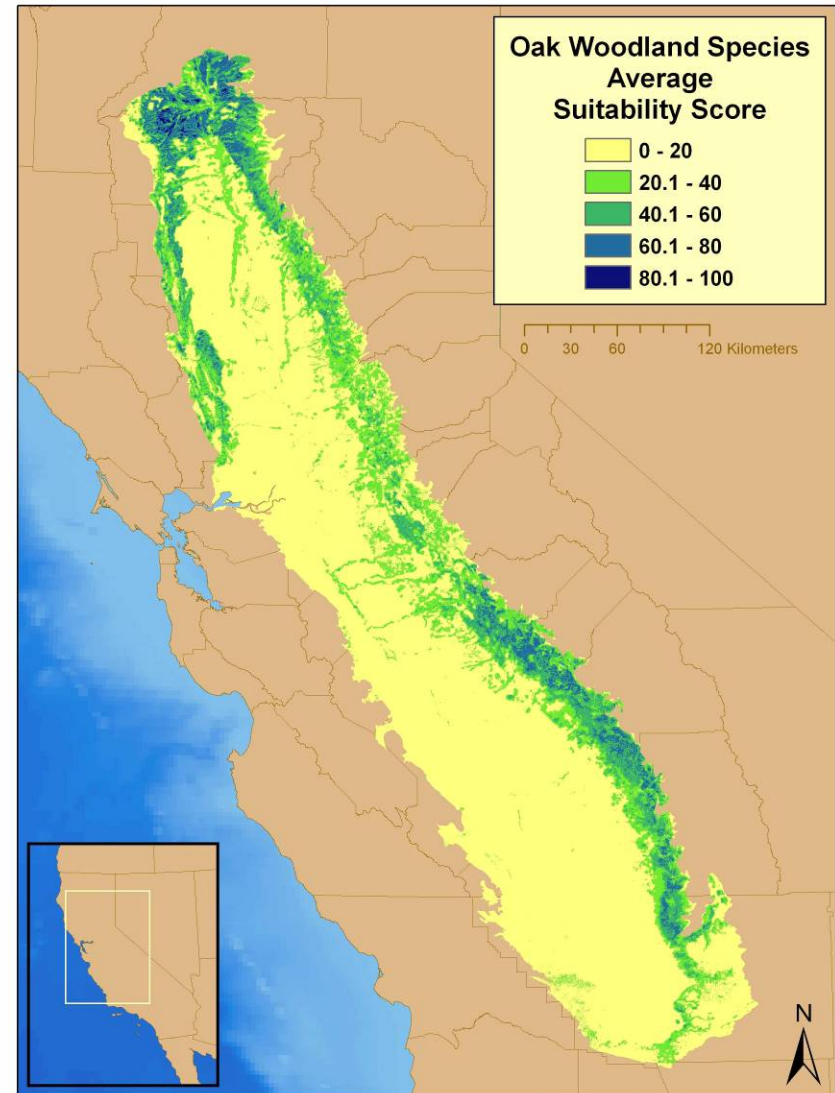 Oak Woodland Species
Average
Suitability Score
0 - 20
20.1 - 40
40.1 - 60
60.1 - 80
80.1 - 100
0 30 60 120 Kilometers
N